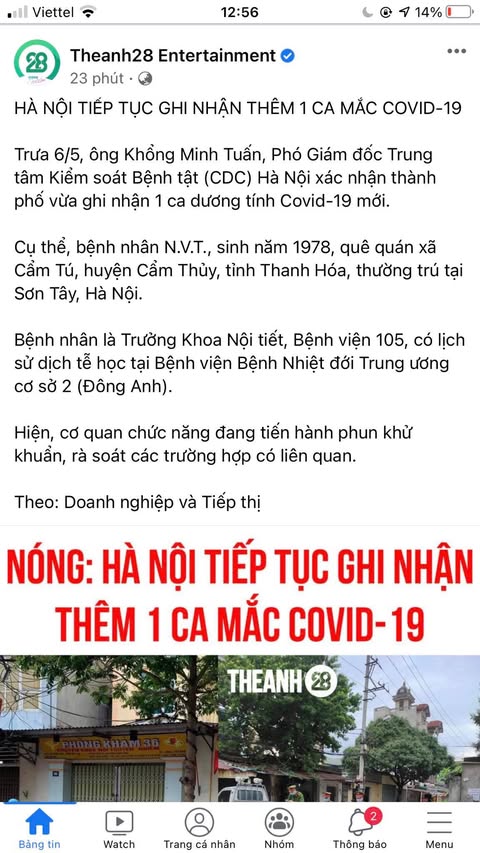 Viettel 12:56 14%
Theanh28 Entertainment
23 phút ·
HÀ NỘI TIẾP TỤC GHI NHẬN THÊM 1 CA MẮC COVID-19
Trưa 6/5, ông Khổng Minh Tuấn, Phó Giám đốc Trung
tâm Kiểm soát Bệnh tật (CDC) Hà Nội xác nhận thành
phố vừa ghi nhận 1 ca dương tính Covid-19 mới.
Cụ thể, bệnh nhân N.V.T., sinh năm 1978, quê quán xã
Cẩm Tú, huyện Cẩm Thủy, tỉnh Thanh Hóa, thường trú tại
Sơn Tây, Hà Nội.
Bệnh nhân là Trưởng Khoa Nội tiết, Bệnh viện 105, có lịch
sử dịch tễ học tại Bệnh viện Bệnh Nhiệt đới Trung ương
cơ sở 2 (Đông Anh).
Hiện, cơ quan chức năng đang tiến hành phun khử
khuẩn, rà soát các trường hợp có liên quan.
Theo: Doanh nghiệp và Tiếp thị
NÓNG: HÀ NỘI TIẾP TỤC GHI NHẬN
THÊM 1 CA MẮC COVID-19
THEANH 28
PHÒNG KHÁM 36
2
Bảng tin Watch Trang cá nhân Nhóm Thông báo Menu